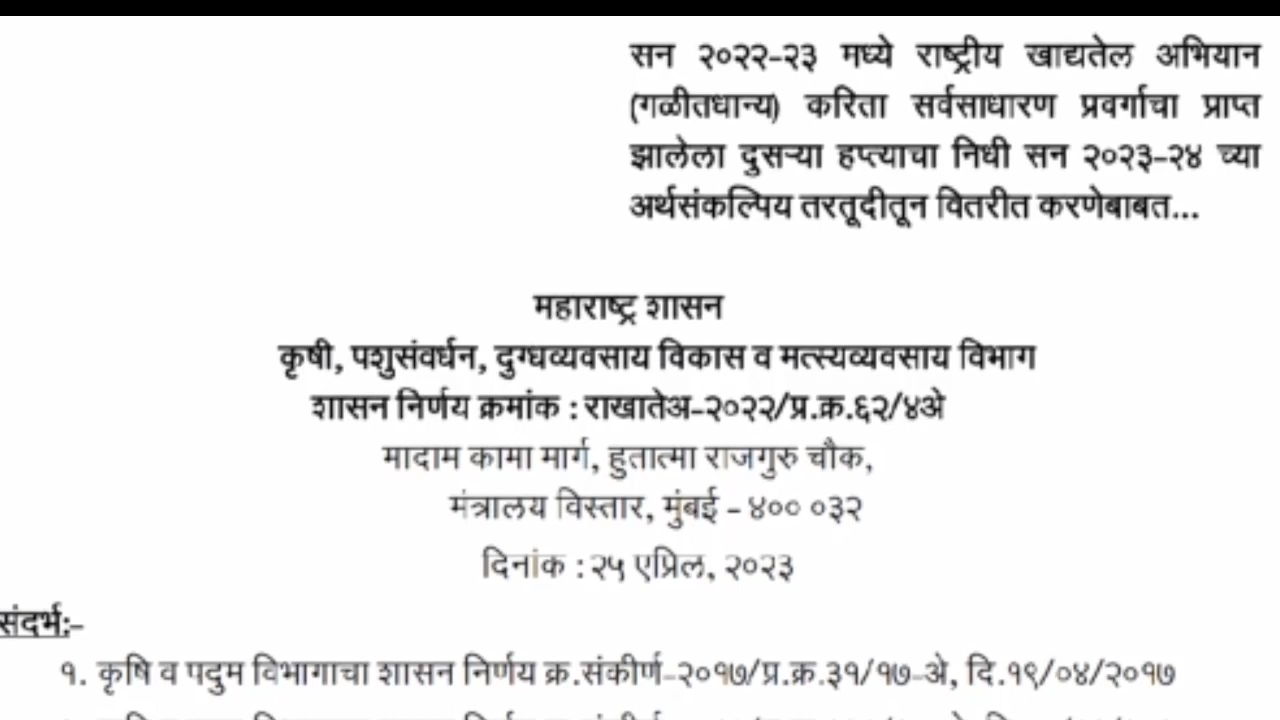 सन २०२२-२३ मध्ये राष्ट्रीय खाद्यतेल अभियान
(गळीतधान्य) करिता सर्वसाधारण प्रवर्गाचा प्राप्त
झालेला दुसऱ्या हप्त्याचा निधी सन २०२३-२४ च्या
अर्थसंकल्पिय तरतूदीतून वितरीत करणेबाबत...
महाराष्ट्र शासन
कृषी, पशुसंवर्धन, दुग्धव्यवसाय विकास व मत्स्यव्यवसाय विभाग
शासन निर्णय क्रमांक : राखातेअ-२०२२/प्र.क्र.६२/४अे
मादाम कामा मार्ग, हुतात्मा राजगुरु चौक,
मंत्रालय विस्तार, मुंबई - ४०० ०३२
दिनांक : २५ एप्रिल, २०२३
संदर्भ:-
१. कृषि व पदुम विभागाचा शासन निर्णय क्र.संकीर्ण-२०१७/प्र.क्र.३१/१७-अे, दि.१९/०४/२०१७